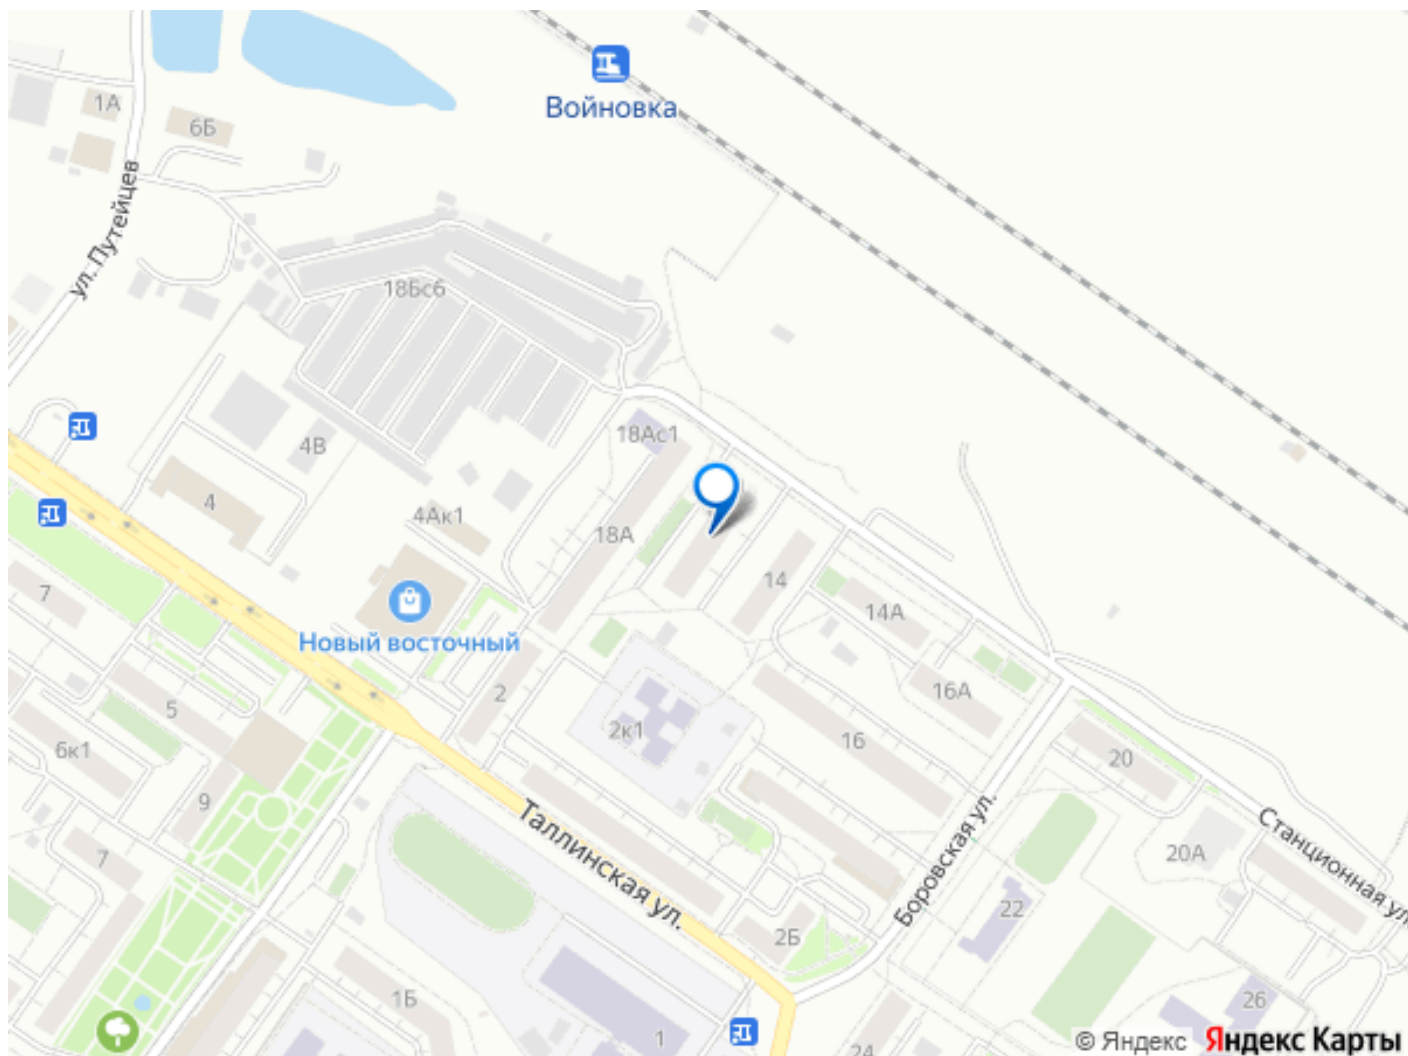 Войновка
1А
6Б
ул. Путейцев
18Бс6
18Ас1
4В
4
4Ак1
18А
14
14А
7
Новый восточный
2
16А
5
2к1
16
6к1
20
9
Таллинская ул.
Боровская ул.
Станционная ул.
20А
7
22
2Б
1Б
26
1
24
© Яндекс Яндекс Карты